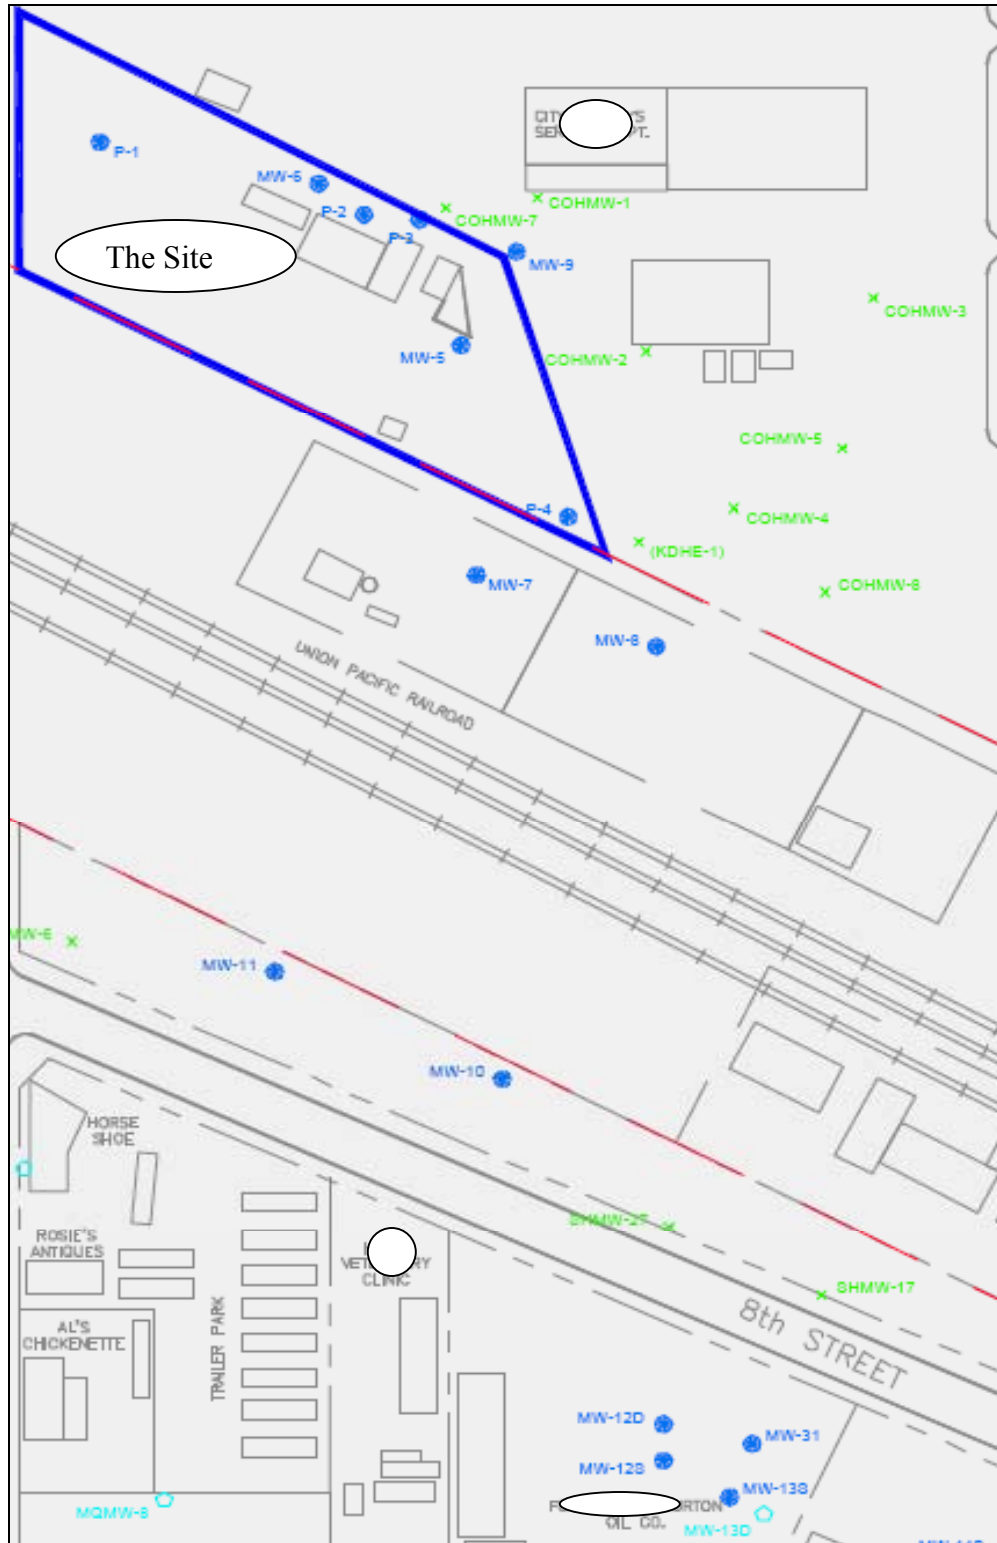 P-1
MW-6
P-2
P-3
COHMW-7
COHMW-1
MW-9
The Site
COHMW-3
MW-5
COHMW-2
COHMW-5
P-4
COHMW-4
(KDHE-1)
MW-7
COHMW-6
MW-8
UNION PACIFIC RAILROAD
MW-11
MW-10
HORSE
SHOE
ROSIE'S
ANTIQUES
CLINIC
SHMW-17
8th STREET
AL'S
CHICKENETTE
TRAILER PARK
MW-12D
MW-31
MW-12S
MW-13S
OIL CO.
MW-13D
MQMW-8